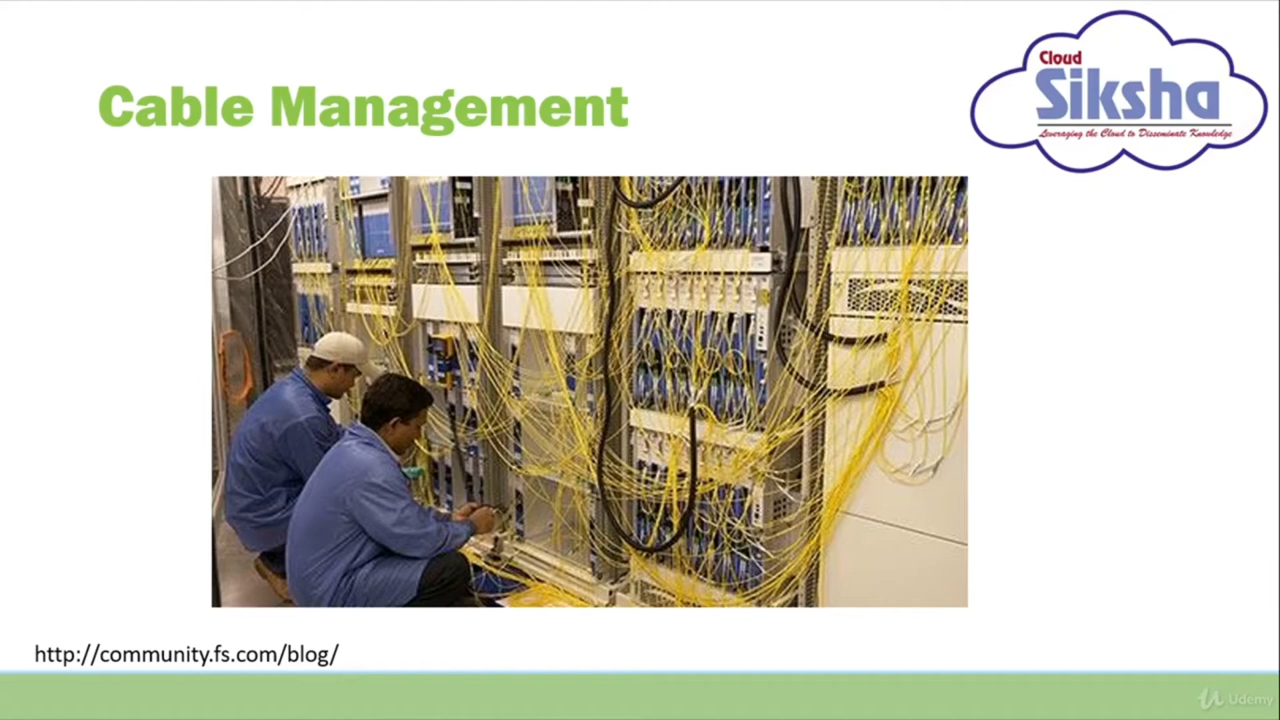 Cable Management
Cloud
Siksha
Leveraging the Cloud to Disseminate Knowledge
http://community.fs.com/blog/
Udemy